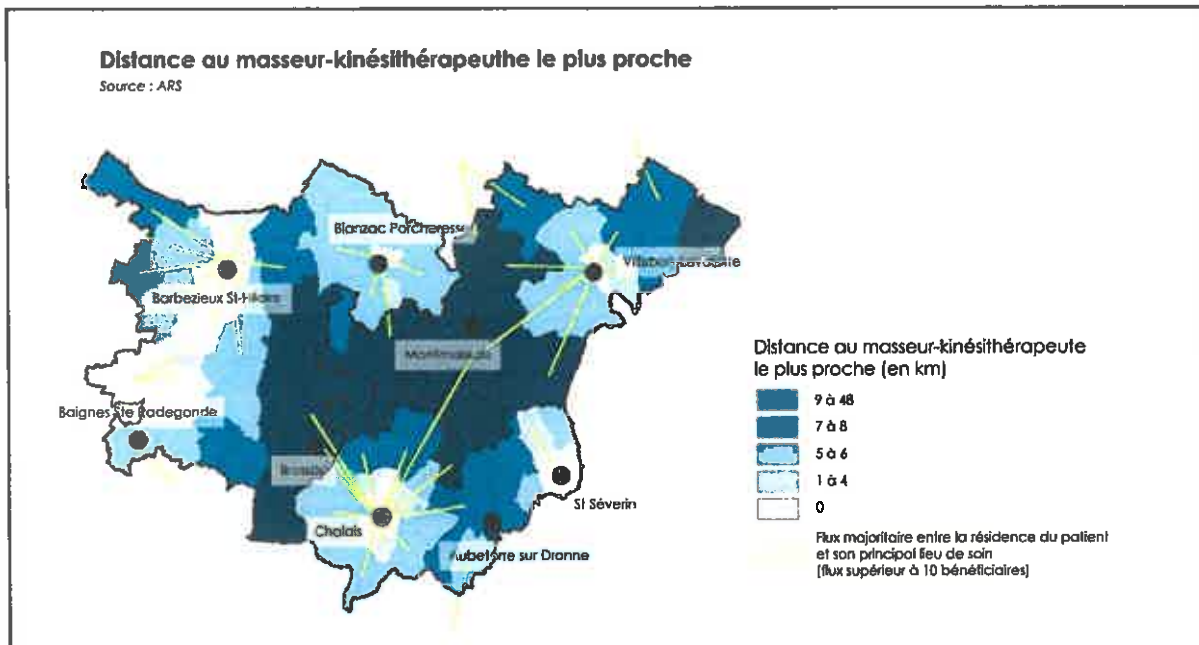 Distance au masseur-kinésithérapeuthe le plus proche
Source : ARS
Blanzac Porcheresse
Barbezieux St-Hilaire
Montmoreau
Baignes Ste Radegonde
Chalais
St Séverin
Aubeterre sur Dronne
Distance au masseur-kinésithérapeute
le plus proche (en km)
9 à 48
7 à 8
5 à 6
1 à 4
0
Flux majoritaire entre la résidence du patient
et son principal lieu de soin
(flux supérieur à 10 bénéficiaires)